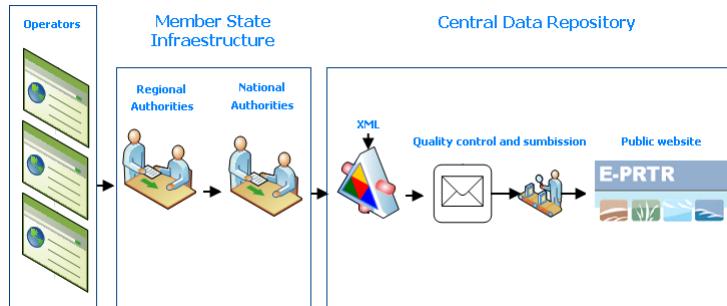 Operators
Member State
Infraestructure
Central Data Repository
Regional
Authorities
National
Authorities
XML
Quality control and sumbission
Public website
E-PRTR